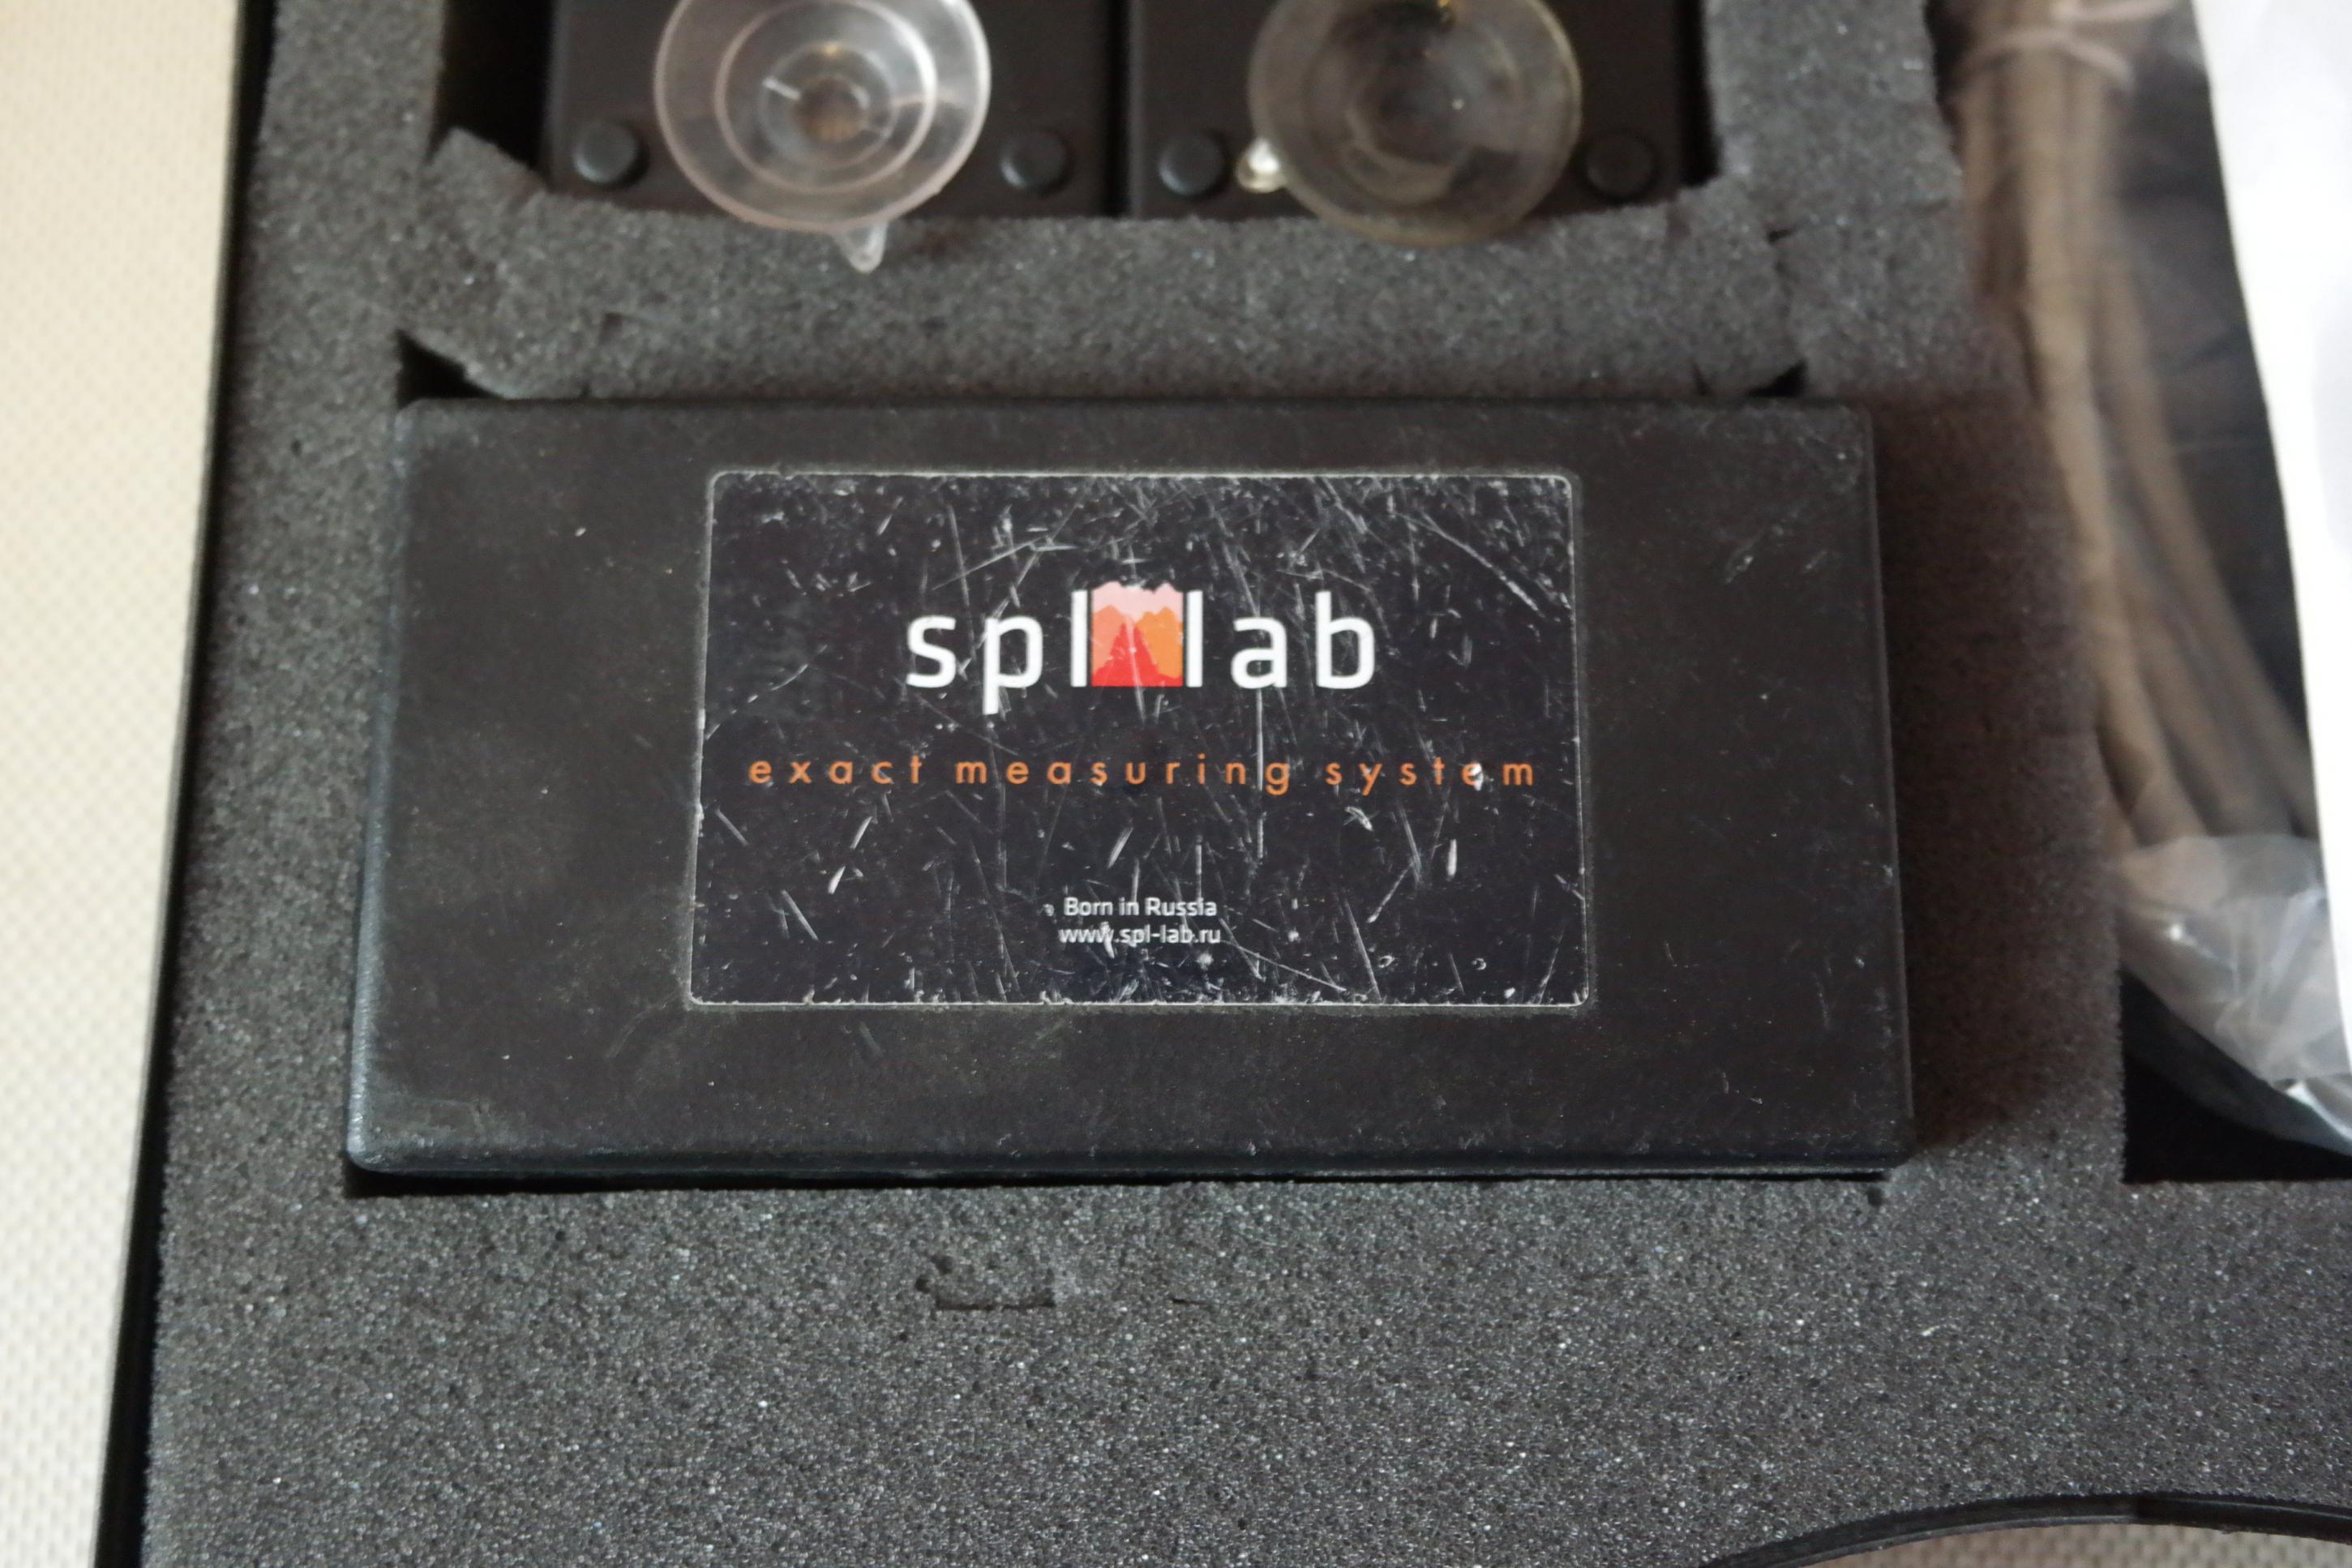 spl lab
exact measuring system
Born in Russia
www.spl-lab.ru